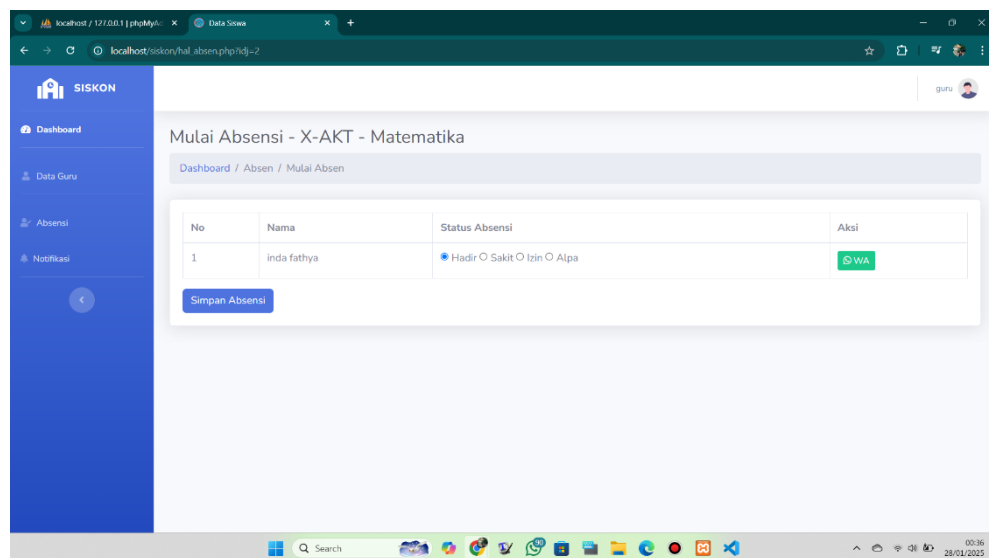 localhost / 127.0.0.1 | phpMyAc
Data Siswa
localhost/siskon/hal_absen.php?idj=2
SISKON
guru
Dashboard
Mulai Absensi - X-AKT - Matematika
Dashboard / Absen / Mulai Absen
Data Guru
Absensi
Notifikasi
No Nama Status Absensi Aksi
1 inda fathya Hadir Sakit Izin Alpa WA
Simpan Absensi
Search
90
00:36
28/01/2025